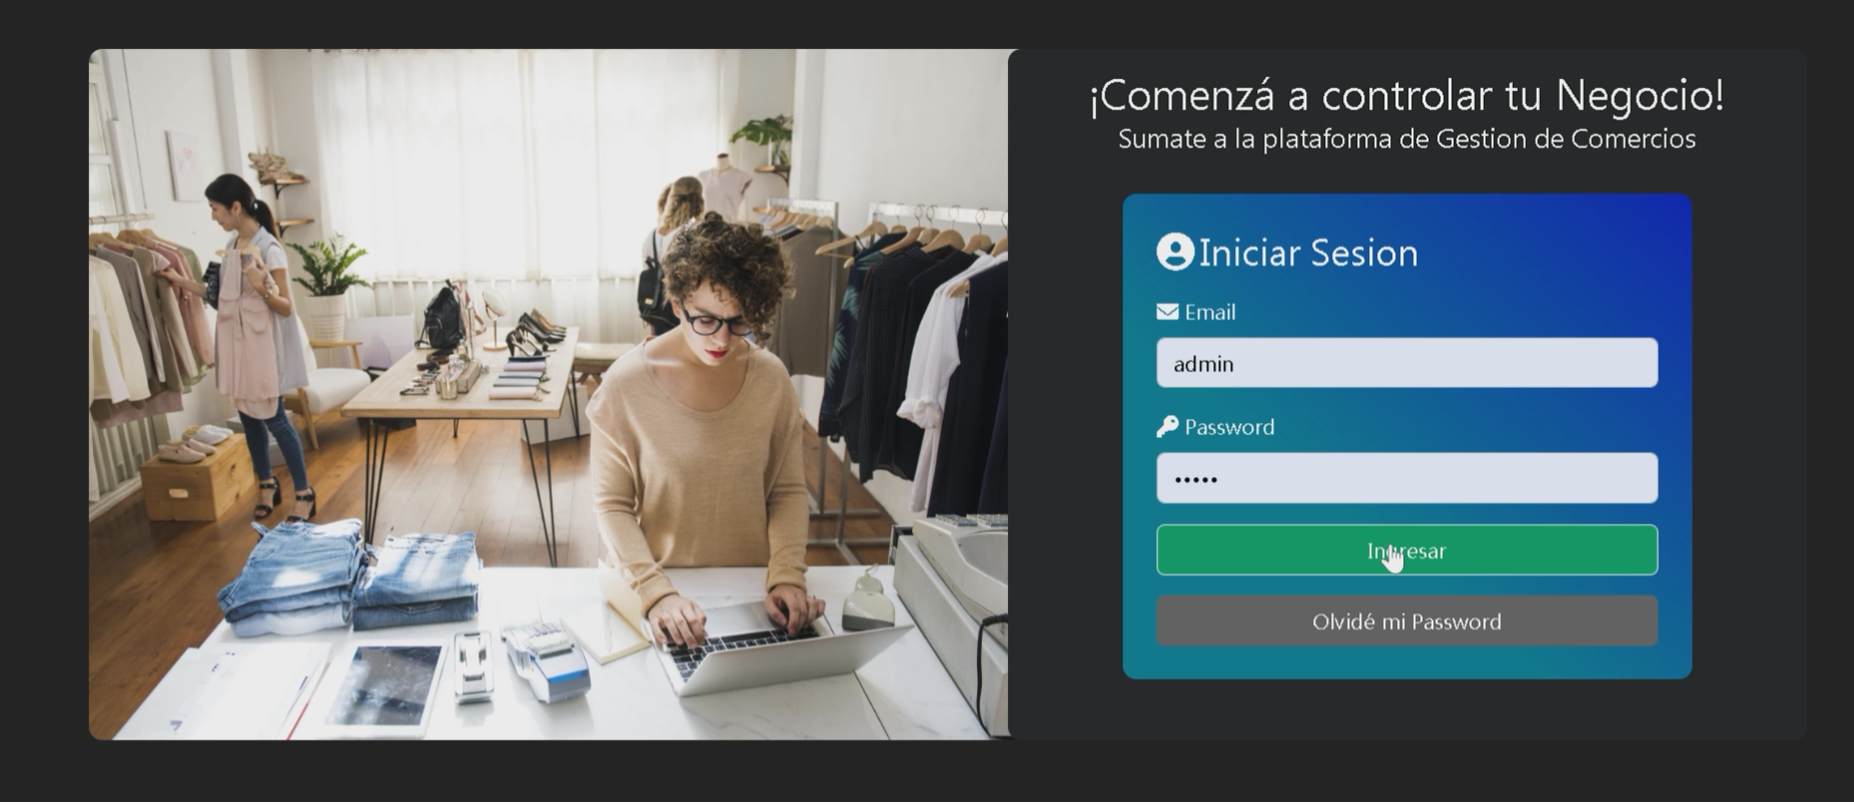 ¡Comenzá a controlar tu Negocio!
Sumate a la plataforma de Gestion de Comercios
Iniciar Sesion
Email
admin
Password
•••••
Ingresar
Olvidé mi Password